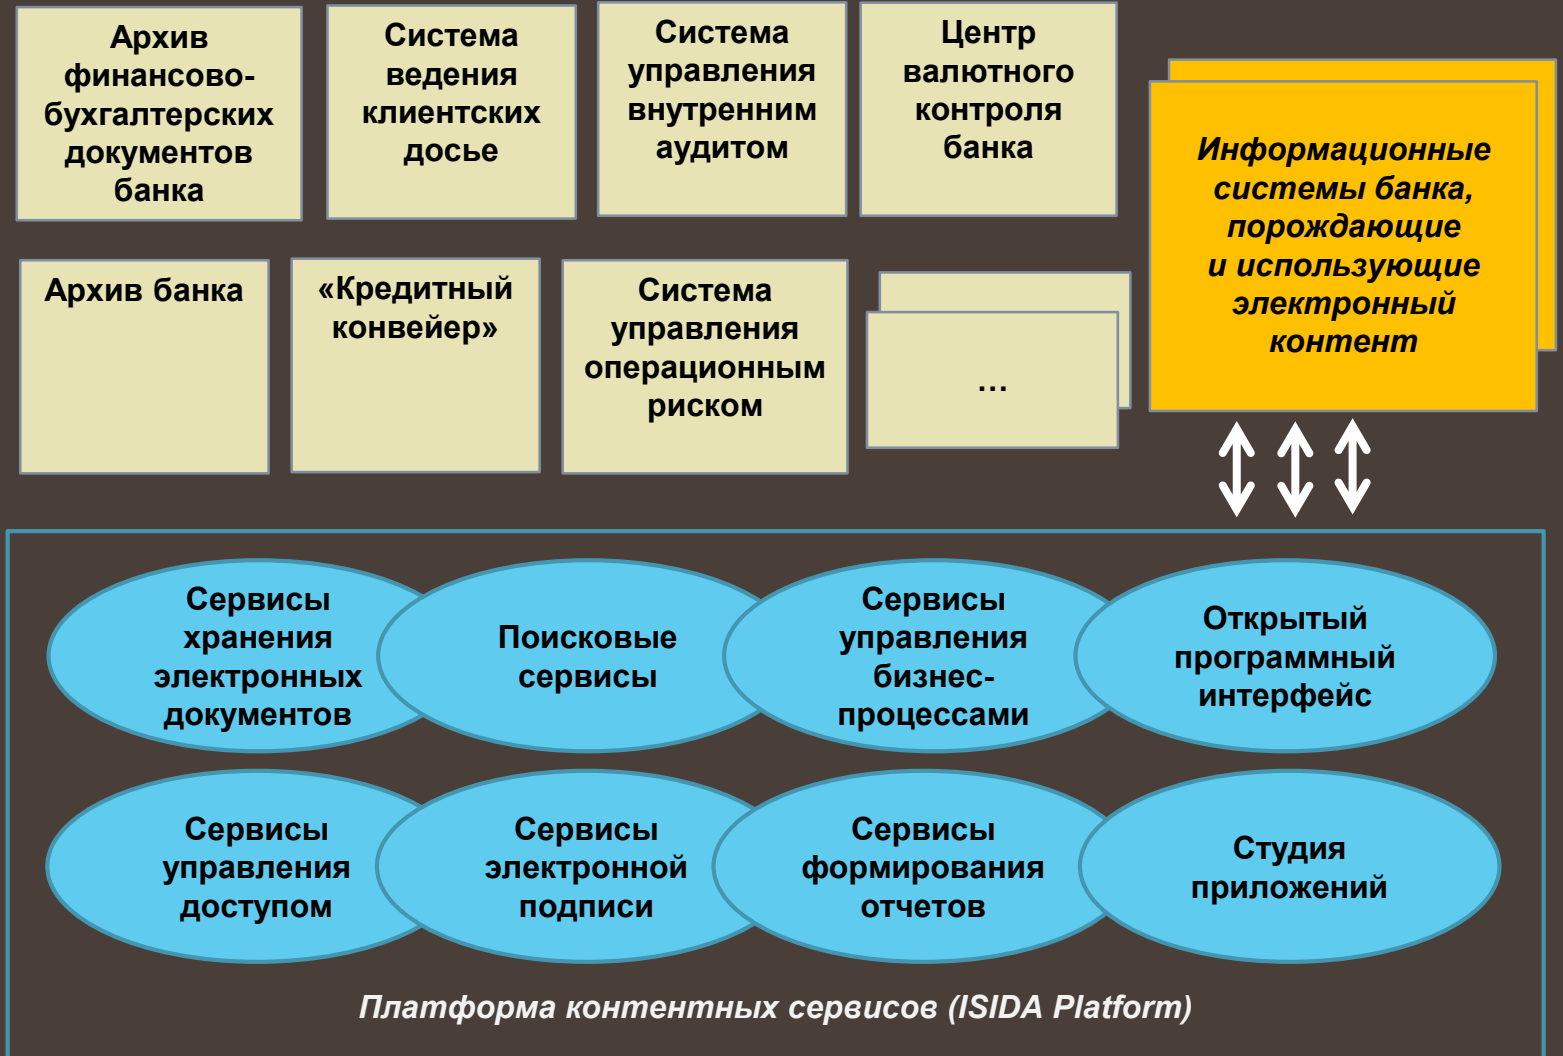 Архив
финансово-
бухгалтерских
документов
банка
Система
ведения
клиентских
досье
Система
управления
внутренним
аудитом
Центр
валютного
контроля
банка
Информационные
системы банка,
порождающие
и использующие
электронный
контент
Архив банка
«Кредитный
конвейер»
Система
управления
операционным
риском
...
Сервисы
хранения
электронных
документов
Поисковые
сервисы
Сервисы
управления
бизнес-
процессами
Открытый
программный
интерфейс
Сервисы
управления
доступом
Сервисы
электронной
подписи
Сервисы
формирования
отчетов
Студия
приложений
Платформа контентных сервисов (ISIDA Platform)